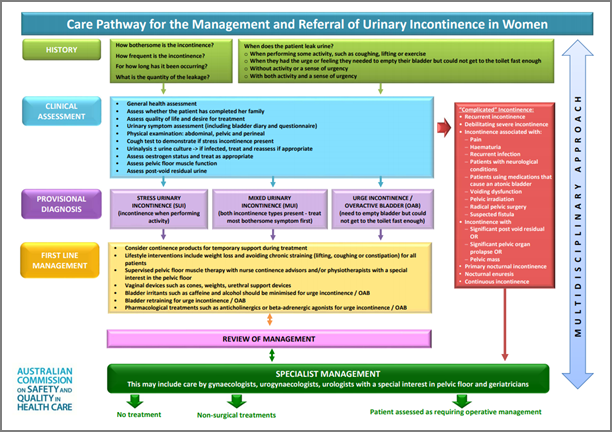 Care Pathway for the Management and Referral of Urinary Incontinence in Women
HISTORY
How bothersome is the incontinence?
How frequent is the incontinence?
For how long has it been occurring?
What is the quantity of the leakage?
When does the patient leak urine?
o When performing some activity, such as coughing, lifting or exercise
o When they had the urge or feeling they needed to empty their bladder but could not get to the toilet fast enough
o Without activity or a sense of urgency
o With both activity and a sense of urgency
CLINICAL
ASSESSMENT
• General health assessment
• Assess whether the patient has completed her family
• Assess quality of life and desire for treatment
• Urinary symptom assessment (including bladder diary and questionnaire)
• Physical examination: abdominal, pelvic and perineal
• Cough test to demonstrate if stress incontinence present
• Urinalysis ± urine culture -> if infected, treat and reassess if appropriate
• Assess oestrogen status and treat as appropriate
• Assess pelvic floor muscle function
• Assess post-void residual urine
"Complicated" incontinence:
• Recurrent incontinence
• Debilitating severe incontinence
• Incontinence associated with:
– Pain
– Haematuria
– Recurrent infection
– Patients with neurological
conditions
– Patients using medications that
cause an atonic bladder
– Voiding dysfunction
– Pelvic irradiation
– Radical pelvic surgery
– Suspected fistula
• Incontinence with
– Significant post void residual
OR
– Significant pelvic organ
prolapse OR
– Pelvic mass
• Primary nocturnal incontinence
• Nocturnal enuresis
• Continuous incontinence
MULTIDISCIPLINARY APPROACH
PROVISIONAL
DIAGNOSIS
STRESS URINARY
INCONTINENCE (SUI)
(incontinence when performing
activity)
MIXED URINARY
INCONTINENCE (MUI)
(both incontinence types present - treat
most bothersome symptom first)
URGE INCONTINENCE /
OVERACTIVE BLADDER (OAB)
(need to empty bladder but could
not get to the toilet fast enough)
FIRST LINE
MANAGEMENT
• Consider continence products for temporary support during treatment
• Lifestyle interventions include weight loss and avoiding chronic straining (lifting, coughing or constipation) for all
patients
• Supervised pelvic floor muscle therapy with nurse continence advisors and/or physiotherapists with a special
interest in the pelvic floor
• Vaginal devices such as cones, weights, urethral support devices
• Bladder irritants such as caffeine and alcohol should be minimised for urge incontinence / OAB
• Bladder retraining for urge incontinence / OAB
• Pharmacological treatments such as anticholinergics or beta-adrenergic agonists for urge incontinence / OAB
REVIEW OF MANAGEMENT
SPECIALIST MANAGEMENT
This may include care by gynaecologists, urogynaecologists, urologists with a special interest in pelvic floor and geriatricians
AUSTRALIAN
COMMISSION
ON SAFETY AND
QUALITY IN
HEALTH CARE
No treatment
Non-surgical treatments
Patient assessed as requiring operative management